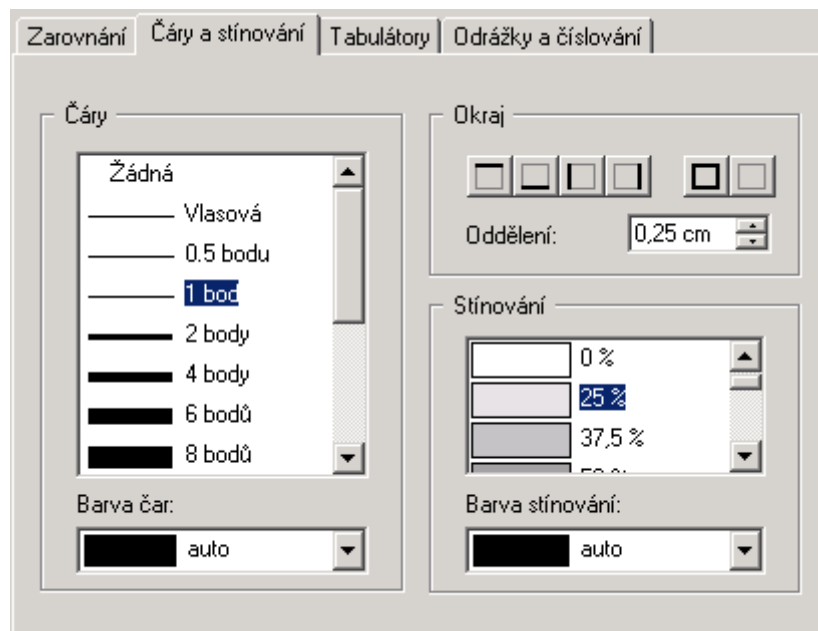 Zarovnání Čáry a stínování Tabulátory Odrážky a číslování
Čáry
Žádná
Vlasová
0.5 bodu
1 bod
2 body
4 body
6 bodů
8 bodů
Barva čar:
auto
Okraj
Oddělení: 0,25 cm
Stínování
0 %
25 %
37,5 %
Barva stínování:
auto